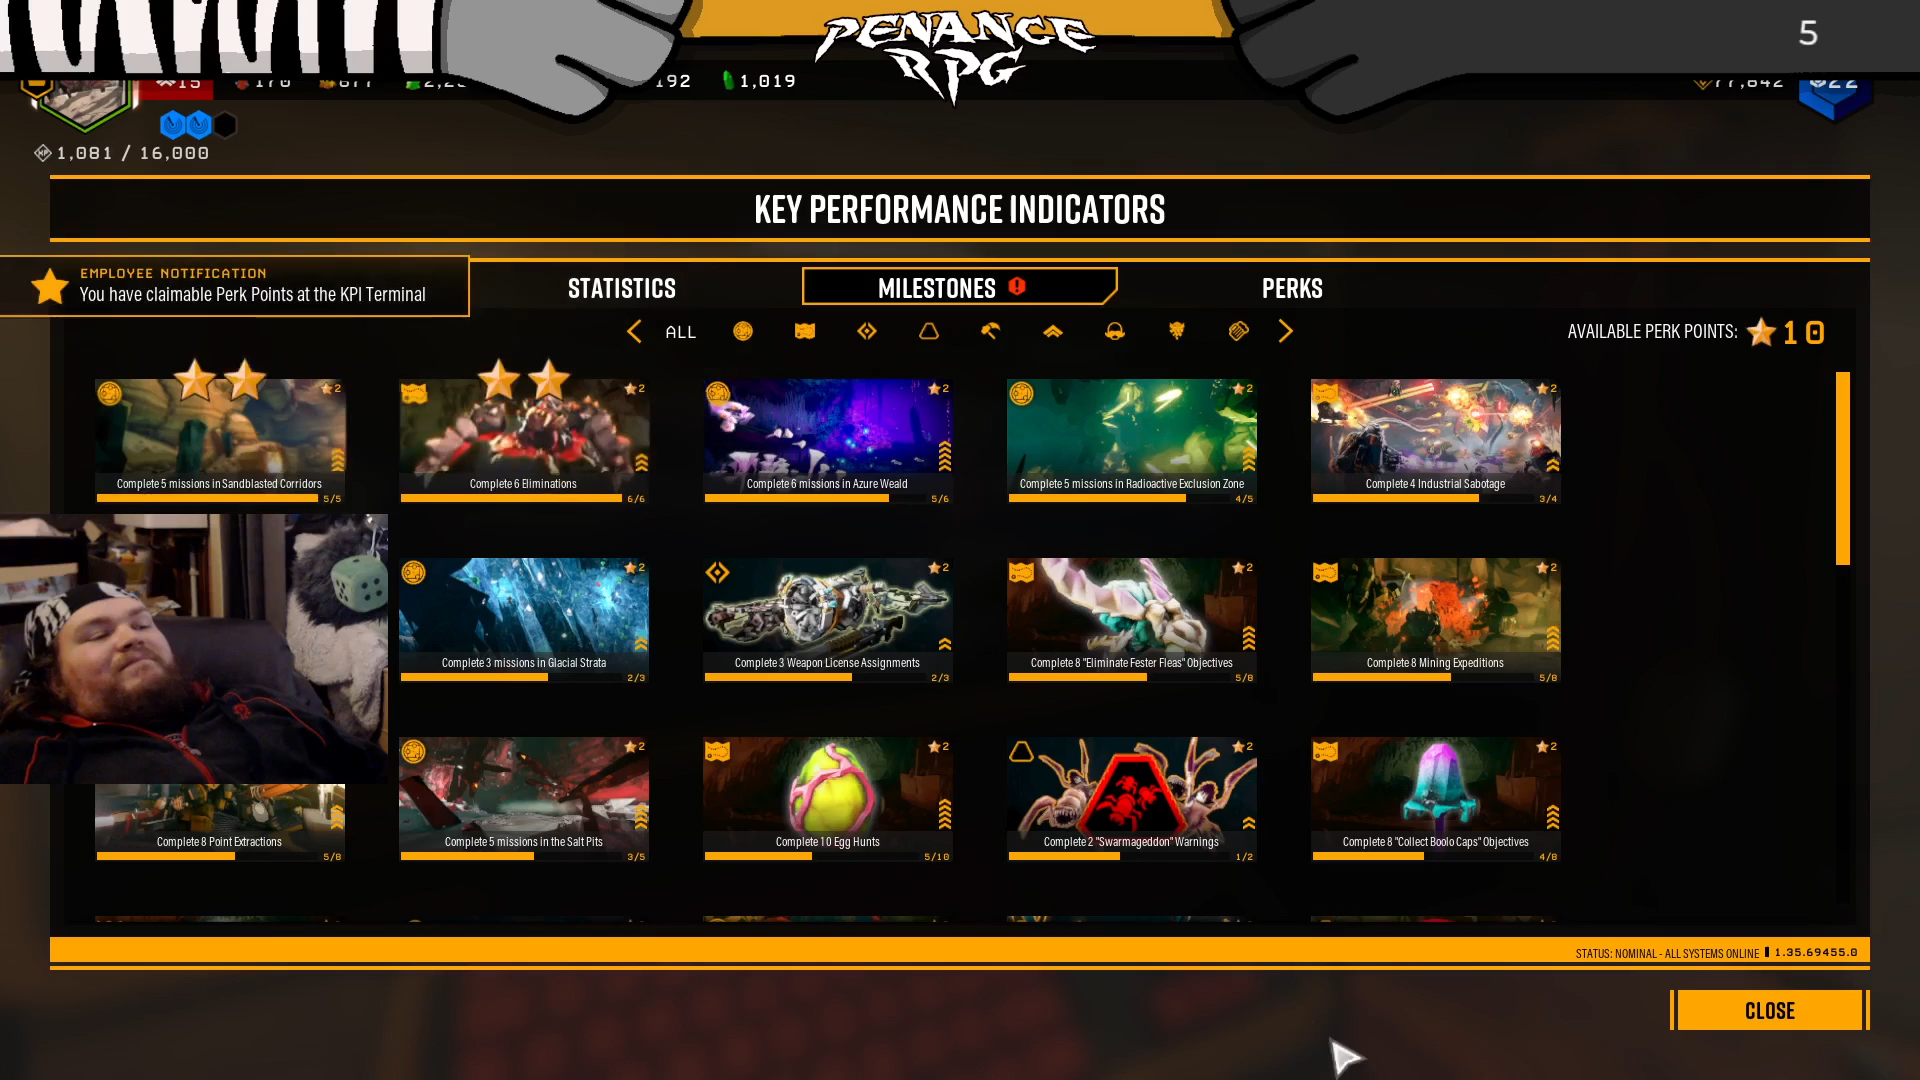 PENANCE
RPG
5
192
1,019
1,081 / 16,000
KEY PERFORMANCE INDICATORS
EMPLOYEE NOTIFICATION
You have claimable Perk Points at the KPI Terminal
STATISTICS
MILESTONES
PERKS
ALL
AVAILABLE PERK POINTS: 10
2
2
2
2
2
Complete 5 missions in Sandblasted Corridors
Complete 6 Eliminations
Complete 6 missions in Azure Weald
Complete 5 missions in Radioactive Exclusion Zone
Complete 4 Industrial Sabotage
5/5
6/6
5/6
4/5
3/4
2
2
2
2
Complete 3 missions in Glacial Strata
Complete 3 Weapon License Assignments
Complete 8 "Eliminate Fester Fleas" Objectives
Complete 8 Mining Expeditions
2/3
2/3
5/8
5/8
2
2
2
2
Complete 8 Point Extractions
Complete 5 missions in the Salt Pits
Complete 10 Egg Hunts
Complete 2 "Swarmageddon" Warnings
Complete 8 "Collect Boolo Caps" Objectives
5/8
3/5
5/10
1/2
4/8
STATUS: NOMINAL - ALL SYSTEMS ONLINE
1.35.69455.0
CLOSE